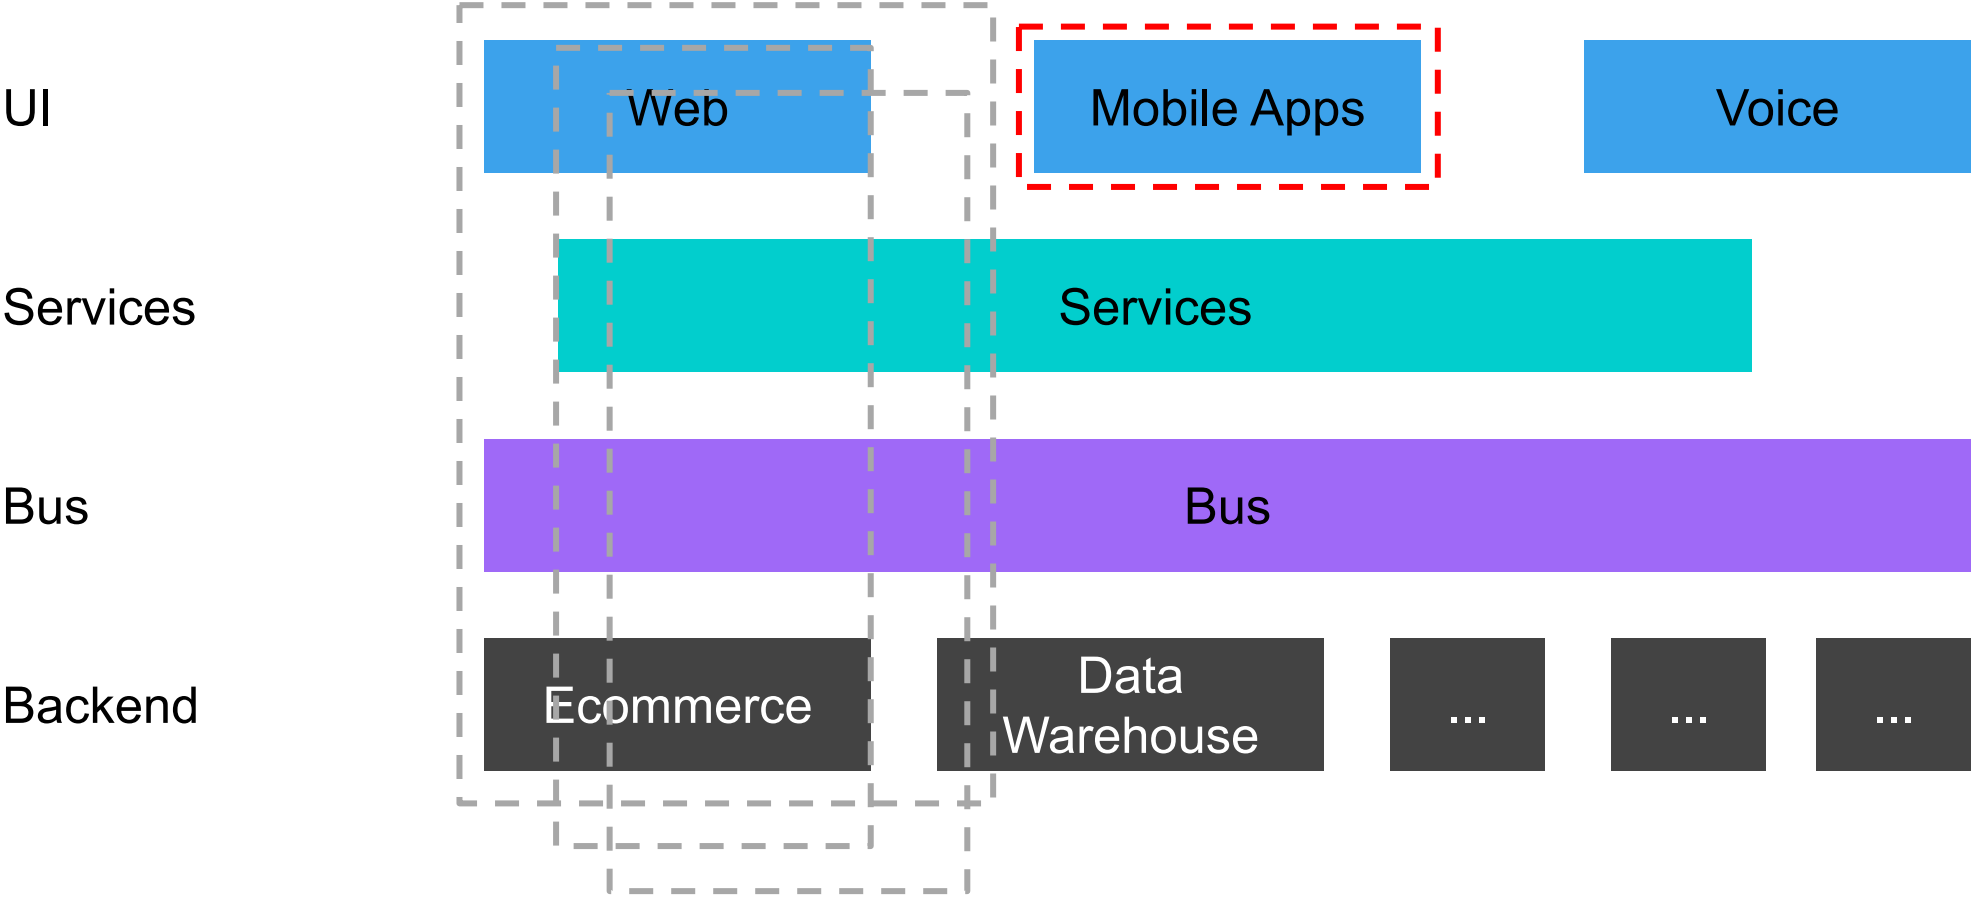 UI
Web
Mobile Apps
Voice
Services
Services
Bus
Bus
Backend
Ecommerce
Data
Warehouse
...
...
...